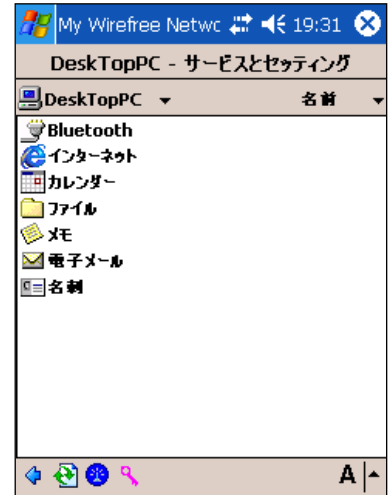 My Wirefree Netwc 19:31
DeskTopPC - サービスとセッティング
DeskTopPC 名前
Bluetooth
インターネット
カレンダー
ファイル
メモ
電子メール
名刺
A